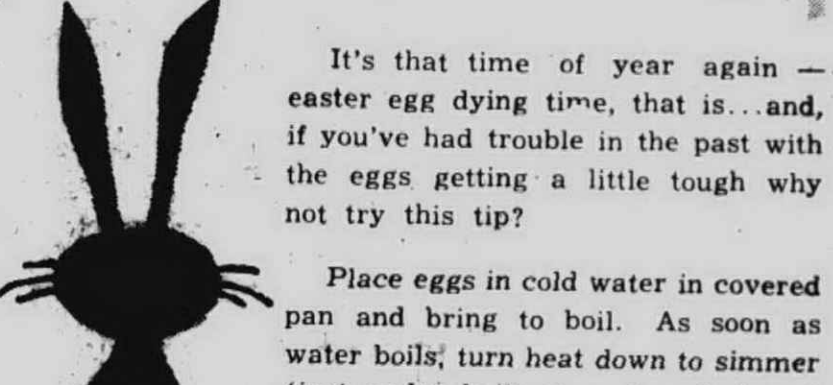 It's that time of year again —
easter egg dying time, that is...and,
if you've had trouble in the past with
the eggs getting a little tough why
not try this tip?
Place eggs in cold water in covered
pan and bring to boil. As soon as
water boils, turn heat down to simmer